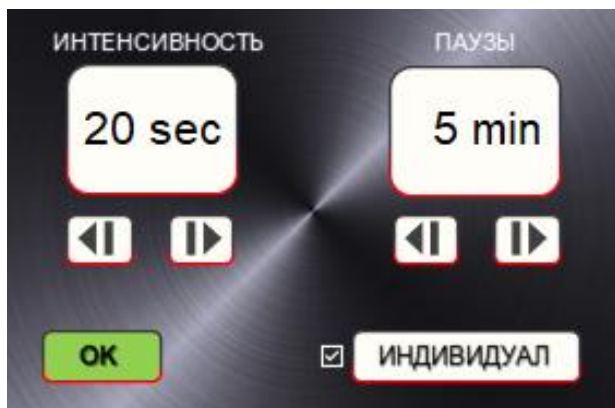 ИНТЕНСИВНОСТЬ
ПАУЗЫ
20 sec
5 min
OK
ИНДИВИДУАЛ